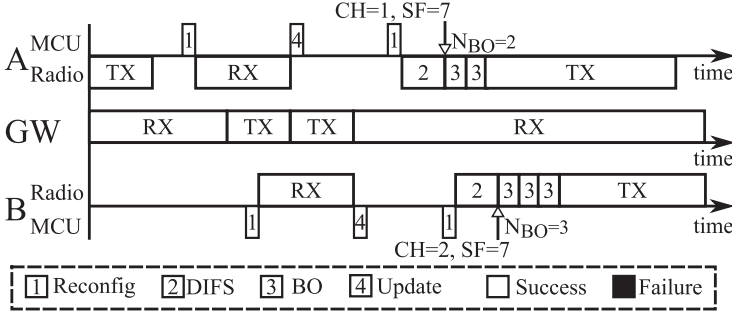 CH=1, SF=7
A MCU 1 4 1 N_BO=2
Radio TX RX 2 3 3 TX time
GW RX TX TX RX
time
Radio RX 2 3 3 3 TX
B MCU 1 4 1 N_BO=3 time
CH=2, SF=7
1 Reconfig 2 DIFS 3 BO 4 Update Success Failure